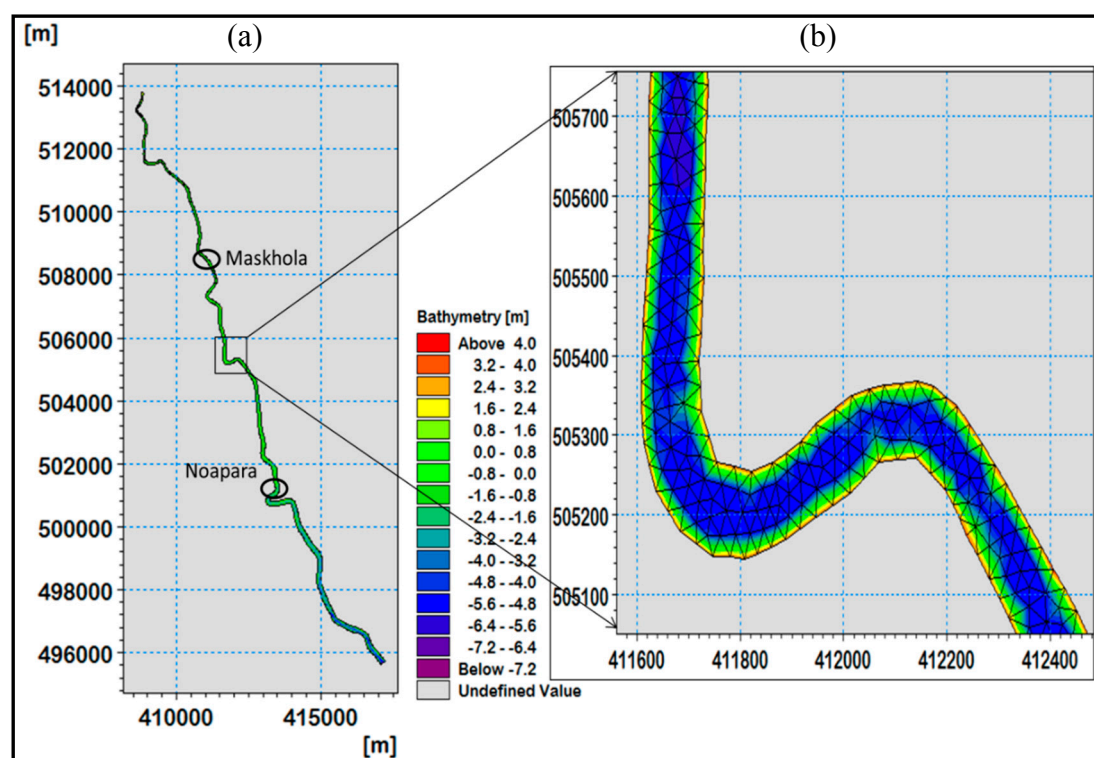 (a)
(b)
[m]
514000
512000
510000
508000
506000
504000
502000
500000
498000
496000
Maskhola
Noapara
410000 415000
[m]
Bathymetry [m]
Above 4.0
3.2 - 4.0
2.4 - 3.2
1.6 - 2.4
0.8 - 1.6
0.0 - 0.8
-0.8 - 0.0
-1.6 - -0.8
-2.4 - -1.6
-3.2 - -2.4
-4.0 - -3.2
-4.8 - -4.0
-5.6 - -4.8
-6.4 - -5.6
-7.2 - -6.4
Below -7.2
Undefined Value
505700
505600
505500
505400
505300
505200
505100
411600 411800 412000 412200 412400